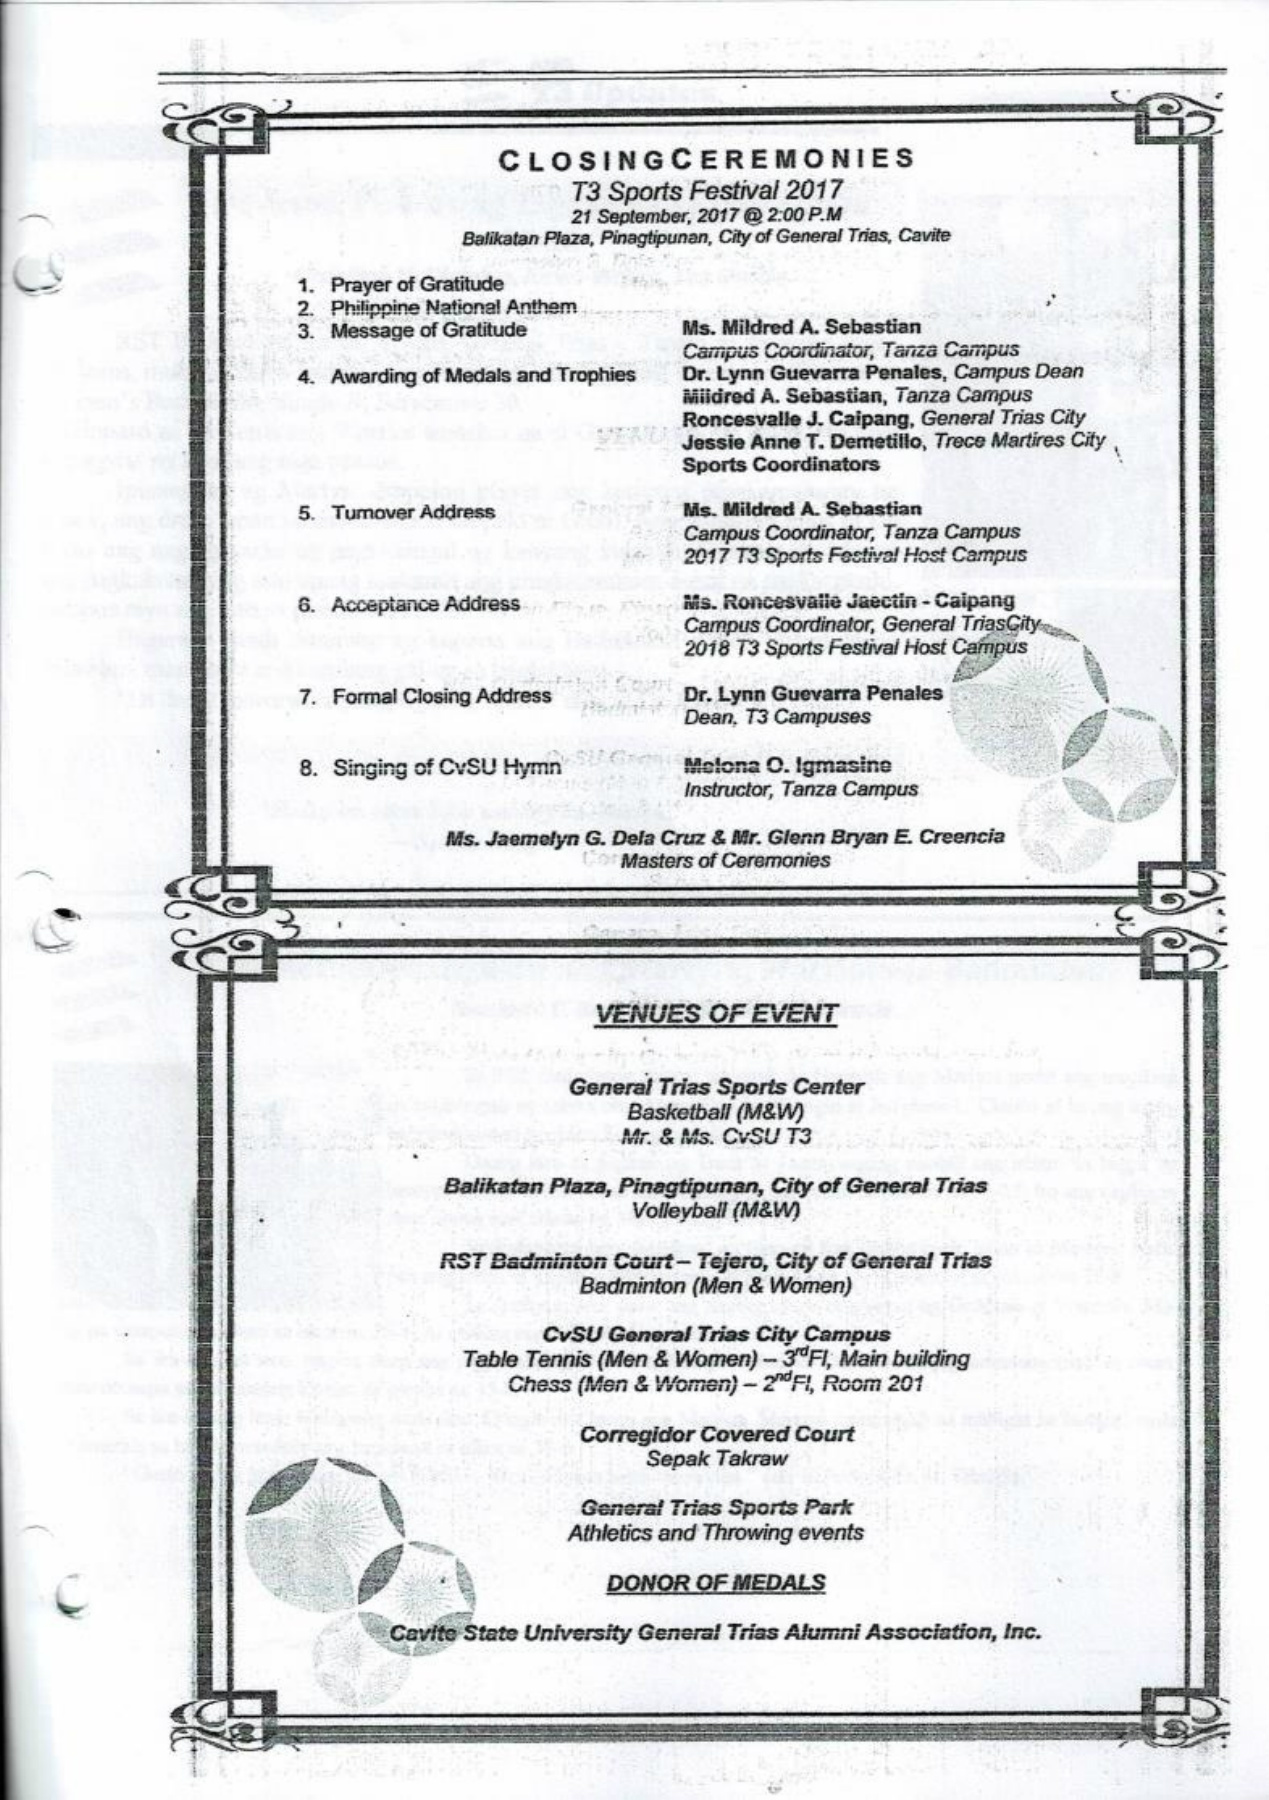 CLOSING CEREMONIES
T3 Sports Festival 2017
21 September, 2017 @ 2:00 P.M
Balikatan Plaza, Pinagtipunan, City of General Trias, Cavite
1. Prayer of Gratitude
2. Philippine National Anthem
3. Message of Gratitude Ms. Mildred A. Sebastian
Campus Coordinator, Tanza Campus
4. Awarding of Medals and Trophies Dr. Lynn Guevarra Penales, Campus Dean
Mildred A. Sebastian, Tanza Campus
Roncesvalle J. Caipang, General Trias City
Jessie Anne T. Demetillo, Trece Martires City
Sports Coordinators
5. Turnover Address Ms. Mildred A. Sebastian
Campus Coordinator, Tanza Campus
2017 T3 Sports Festival Host Campus
6. Acceptance Address Ms. Roncesvalle Jaectin - Caipang
Campus Coordinator, General TriasCity
2018 T3 Sports Festival Host Campus
7. Formal Closing Address Dr. Lynn Guevarra Penales
Dean, T3 Campuses
8. Singing of CvSU Hymn Melona O. Igmasine
Instructor, Tanza Campus
Ms. Jaemelyn G. Dela Cruz & Mr. Glenn Bryan E. Creencia
Masters of Ceremonies
VENUES OF EVENT
General Trias Sports Center
Basketball (M&W)
Mr. & Ms. CvSU T3
Balikatan Plaza, Pinagtipunan, City of General Trias
Volleyball (M&W)
RST Badminton Court – Tejero, City of General Trias
Badminton (Men & Women)
CvSU General Trias City Campus
Table Tennis (Men & Women) – 3rdFl, Main building
Chess (Men & Women) – 2ndFl, Room 201
Corregidor Covered Court
Sepak Takraw
General Trias Sports Park
Athletics and Throwing events
DONOR OF MEDALS
Cavite State University General Trias Alumni Association, Inc.